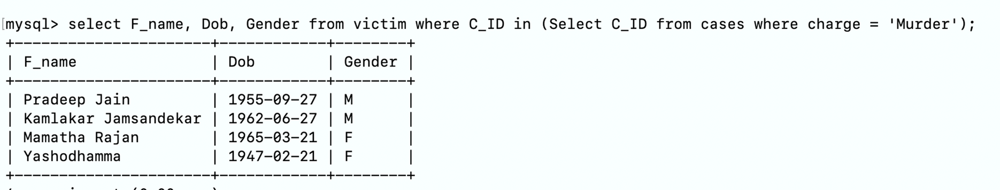 [mysql> select F_name, Dob, Gender from victim where C_ID in (Select C_ID from cases where charge = 'Murder');
+----------------------+------------+--------+
| F_name               | Dob        | Gender |
+----------------------+------------+--------+
| Pradeep Jain         | 1955-09-27 | M      |
| Kamlakar Jamsandekar | 1962-06-27 | M      |
| Mamatha Rajan        | 1965-03-21 | F      |
| Yashodhamma          | 1947-02-21 | F      |
+----------------------+------------+--------+